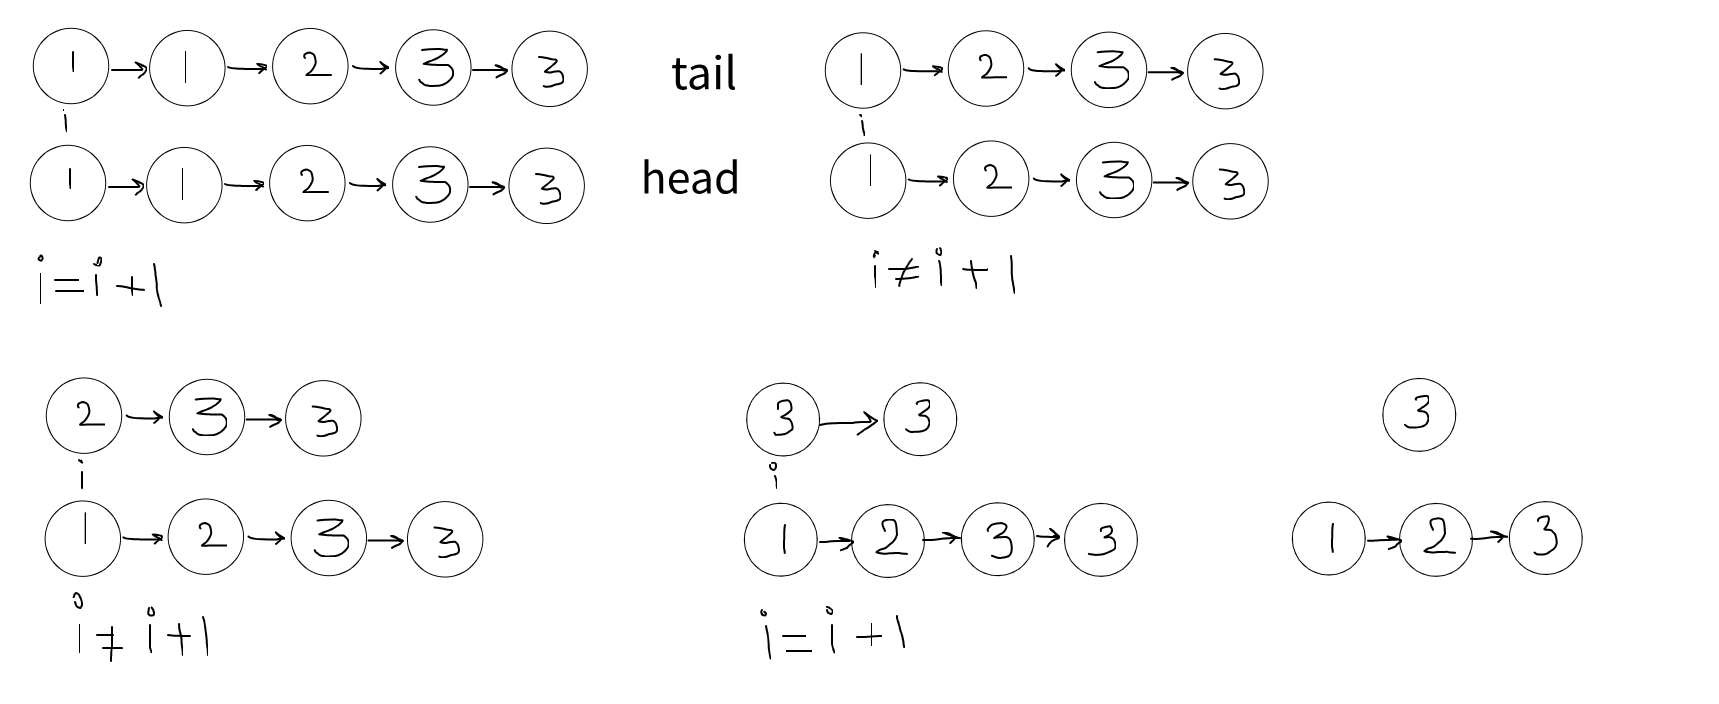 1 → 1 → 2 → 3 → 3 tail 1 → 2 → 3 → 3
i i
1 → 1 → 2 → 3 → 3 head 1 → 2 → 3 → 3
i = i + 1 i ≠ i + 1
2 → 3 → 3 3 → 3 3
i i
1 → 2 → 3 → 3 1 → 2 → 3 → 3 1 → 2 → 3
i ≠ i + 1 i = i + 1